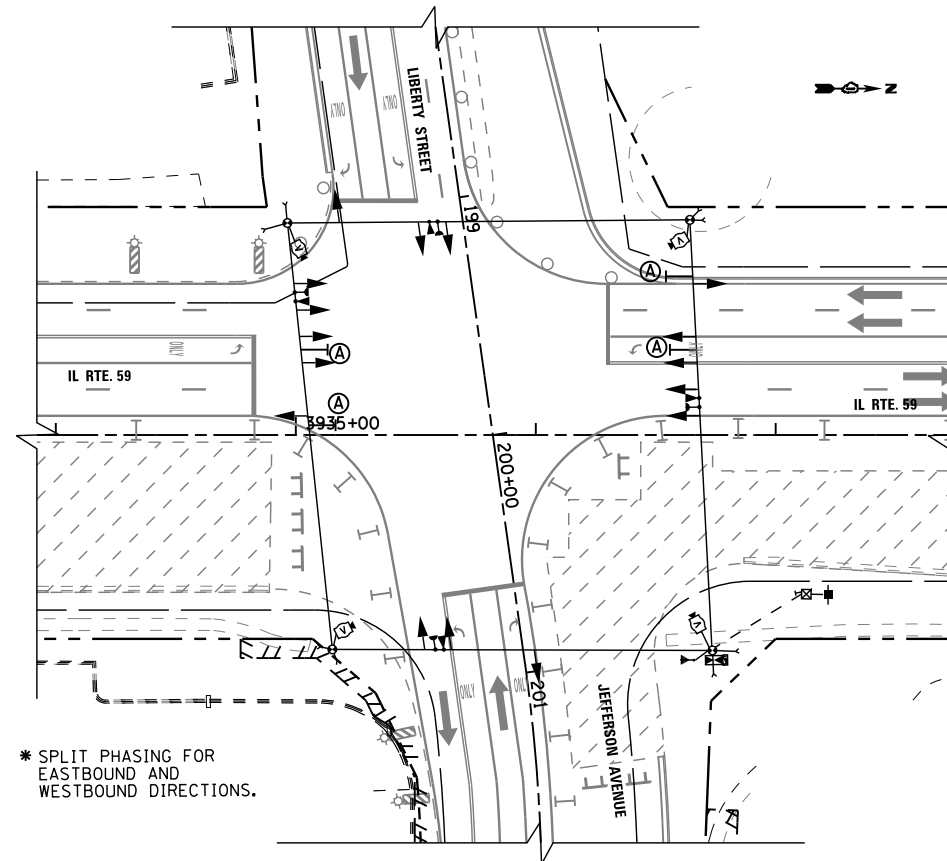 LIBERTY STREET
ONLY
ONLY
N
199
A
V
V
A
A
ONLY
IL RTE. 59
A
3935+00
IL RTE. 59
200+00
V
V
ONLY
ONLY
201
JEFFERSON AVENUE
* SPLIT PHASING FOR
EASTBOUND AND
WESTBOUND DIRECTIONS.